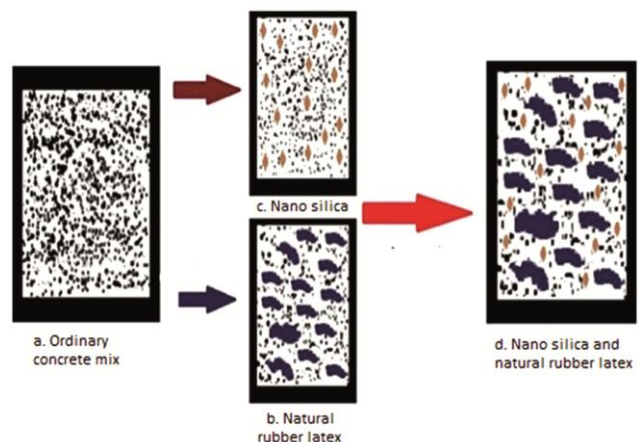 a. Ordinary
concrete mix
c. Nano silica
b. Natural
rubber latex
d. Nano silica and
natural rubber latex